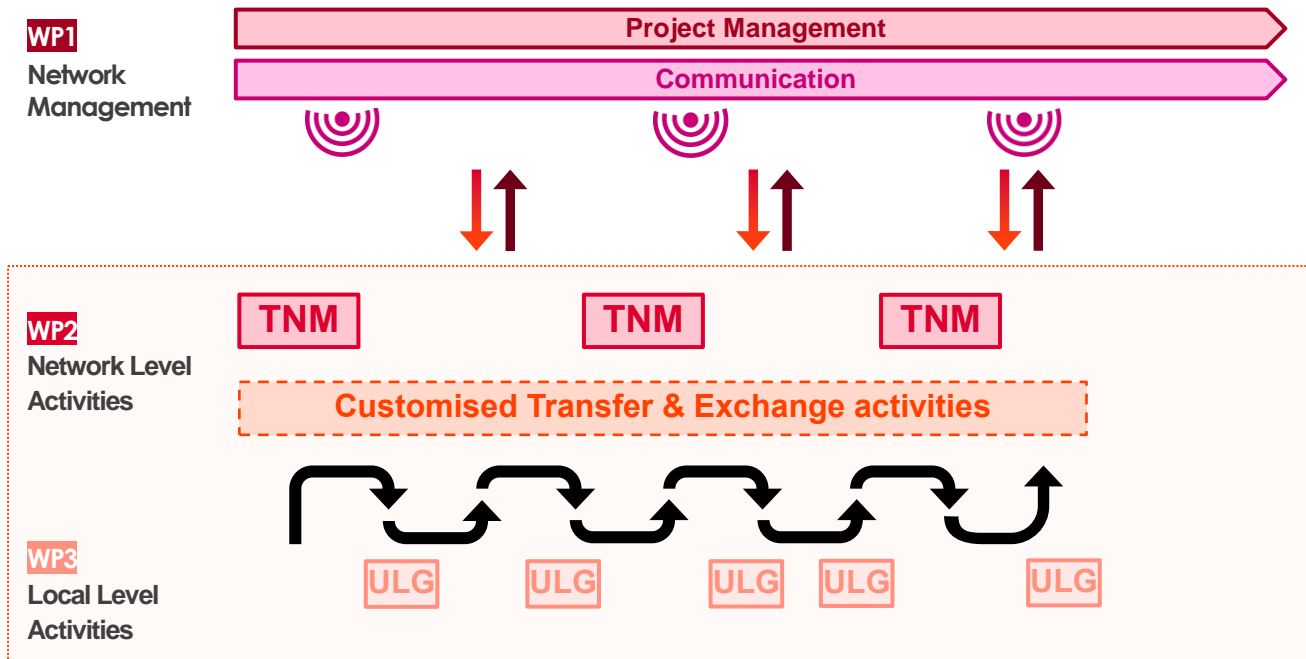 WP1
Network
Management
Project Management
Communication
WP2
Network Level
Activities
TNM
TNM
TNM
Customised Transfer & Exchange activities
WP3
Local Level
Activities
ULG
ULG
ULG
ULG
ULG